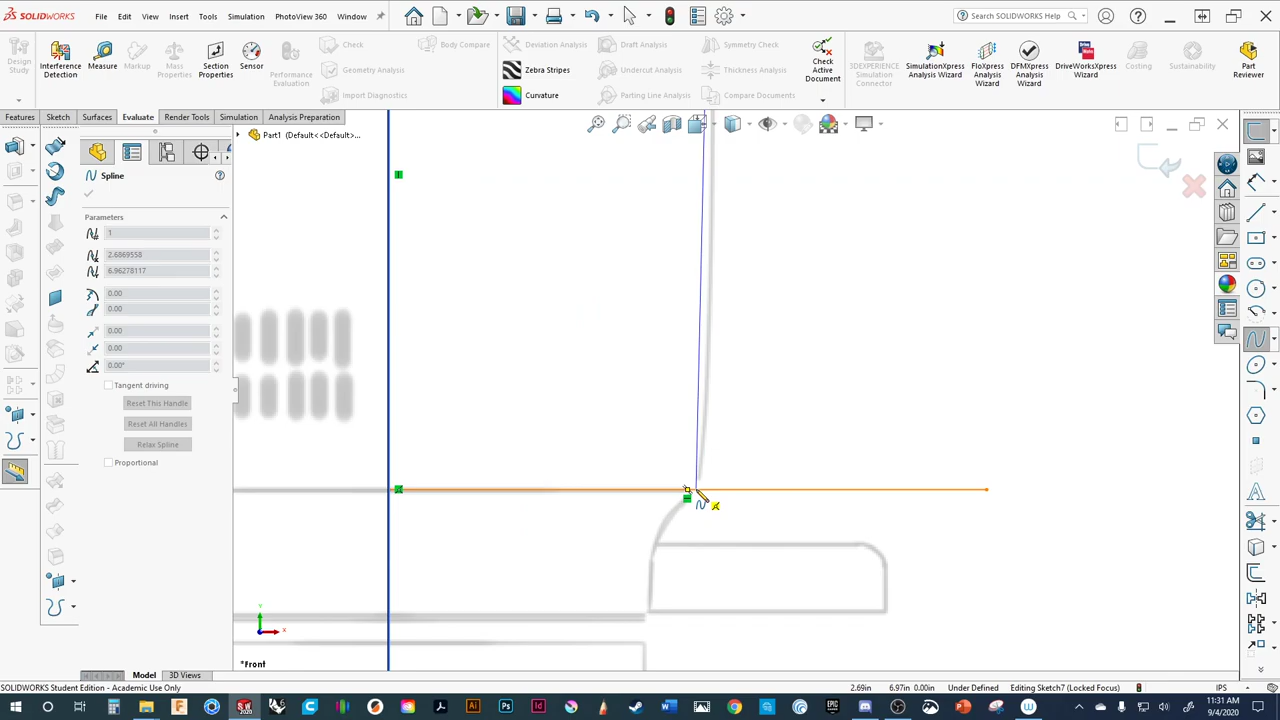 SOLIDWORKS File Edit View Insert Tools Simulation PhotoView 360 Window Search SOLIDWORKS Help
Design Study
Interference Detection
Measure
Markup
Mass Properties
Section Properties
Sensor
Performance Evaluation
Check
Geometry Analysis
Import Diagnostics
Body Compare
Deviation Analysis
Zebra Stripes
Curvature
Draft Analysis
Undercut Analysis
Parting Line Analysis
Symmetry Check
Thickness Analysis
Compare Documents
Check Active Document
3DEXPERIENCE Simulation Connector
SimulationXpress Analysis Wizard
FloXpress Analysis Wizard
DFMXpress Analysis Wizard
DriveWorksXpress Wizard
Costing
Sustainability
Part Reviewer
Features Sketch Surfaces Evaluate Render Tools Simulation Analysis Preparation
Part1 (Default<<Default>...
Spline
Parameters
1
2.6869558
6.96278117
0.00
0.00
0.00
0.00
0.00°
Tangent driving
Reset This Handle
Reset All Handles
Relax Spline
Proportional
Y
X
*Front
Model 3D Views
SOLIDWORKS Student Edition - Academic Use Only 2.69in 6.97in 0.00in Under Defined Editing Sketch7 (Locked Focus) IPS
11:31 AM
9/4/2020